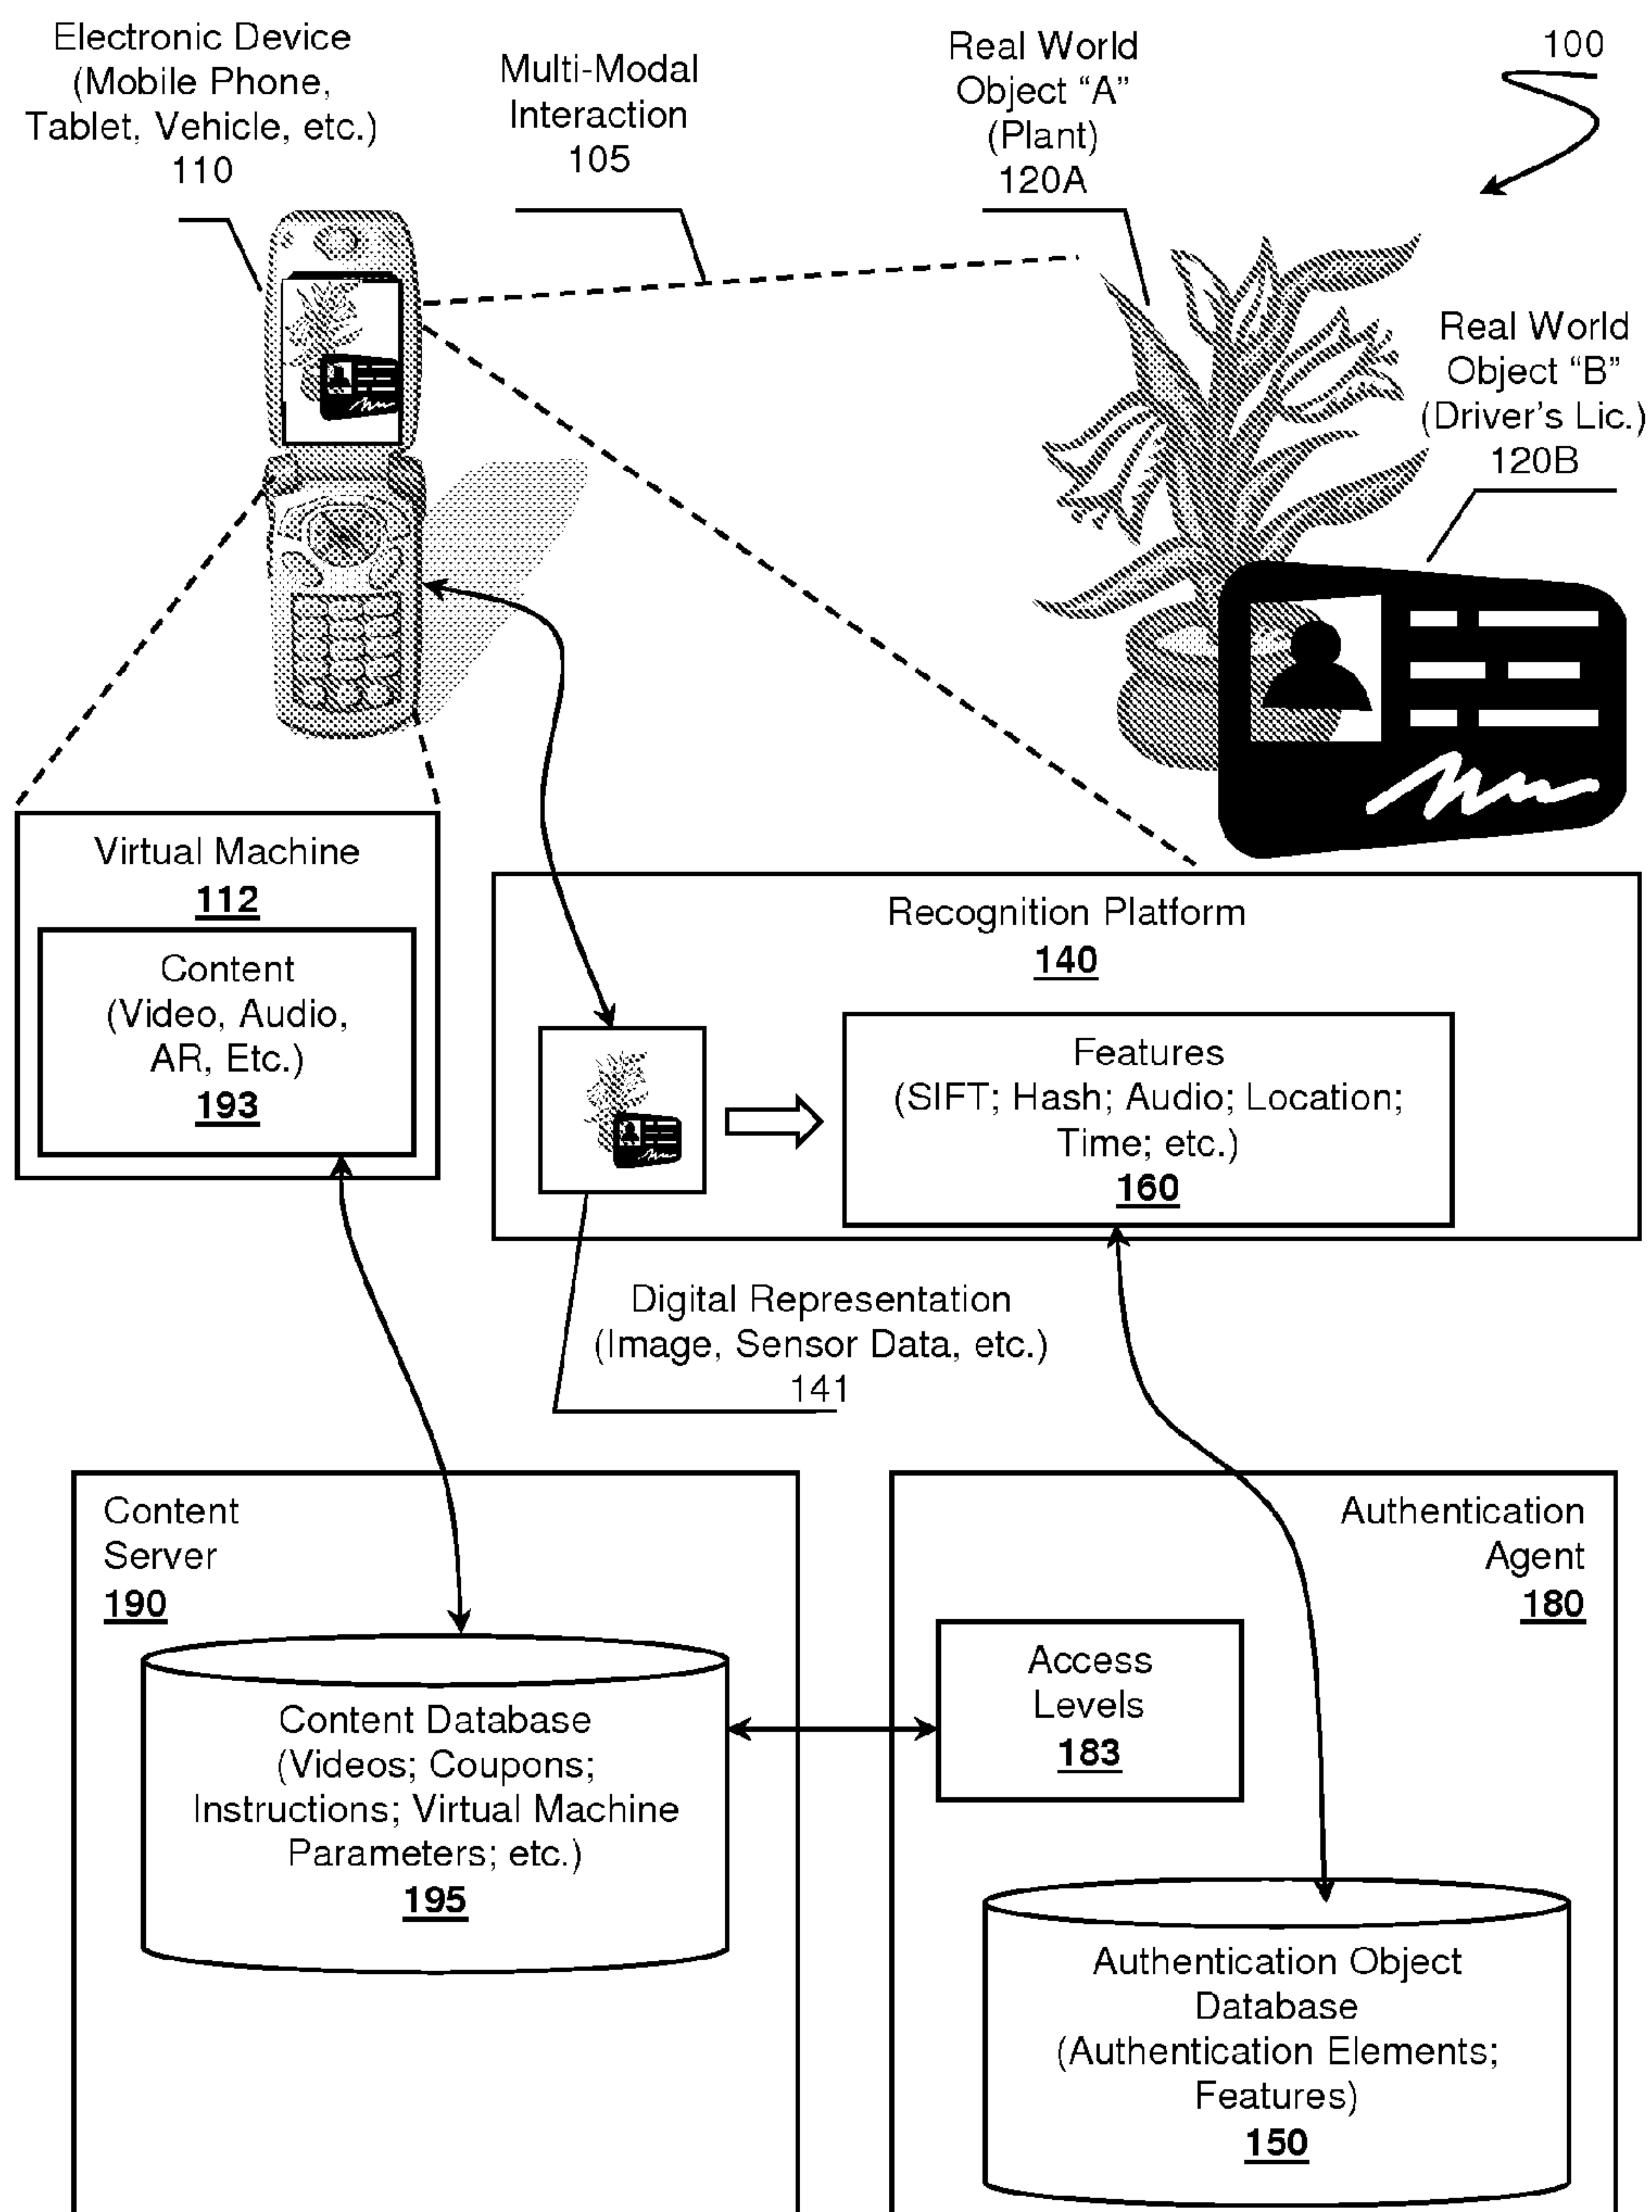 Electronic Device
(Mobile Phone,
Tablet, Vehicle, etc.)
110
Multi-Modal
Interaction
105
Real World
Object “A”
(Plant)
120A
100
Real World
Object “B”
(Driver’s Lic.)
120B
Virtual Machine
112
Content
(Video, Audio,
AR, Etc.)
193
Recognition Platform
140
Features
(SIFT; Hash; Audio; Location;
Time; etc.)
160
Digital Representation
(Image, Sensor Data, etc.)
141
Content
Server
190
Content Database
(Videos; Coupons;
Instructions; Virtual Machine
Parameters; etc.)
195
Authentication
Agent
180
Access
Levels
183
Authentication Object
Database
(Authentication Elements;
Features)
150